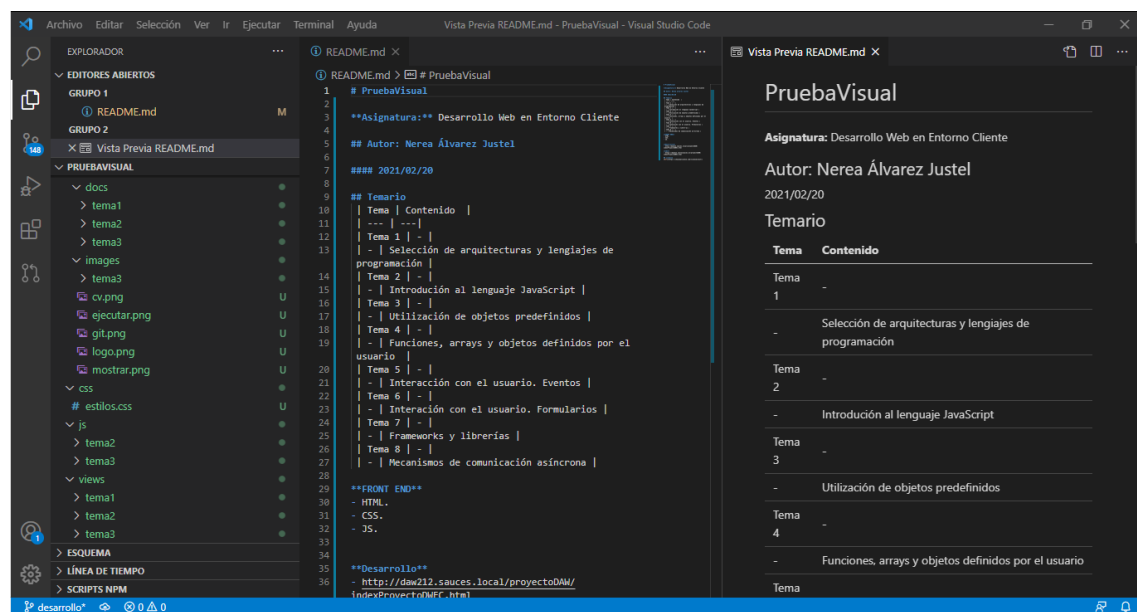 Archivo Editar Selección Ver Ir Ejecutar Terminal Ayuda Vista Previa README.md - PruebaVisual - Visual Studio Code
EXPLORADOR
EDITORES ABIERTOS
GRUPO 1
README.md M
GRUPO 2
Vista Previa README.md
PRUEBAVISUAL
docs
tema1
tema2
tema3
images
tema3
cv.png U
ejecutar.png U
git.png U
logo.png U
mostrar.png U
css
# estilos.css U
js
tema2
tema3
views
tema1
tema2
tema3
ESQUEMA
LÍNEA DE TIEMPO
SCRIPTS NPM
148
1
README.md
README.md > # PruebaVisual
1 # PruebaVisual
2
3 **Asignatura:** Desarrollo Web en Entorno Cliente
4
5 ## Autor: Nerea Álvarez Justel
6
7 #### 2021/02/20
8
9 ## Temario
10 | Tema | Contenido |
11 | --- | ---|
12 | Tema 1 | - |
13 | - | Selección de arquitecturas y lengiajes de
programación |
14 | Tema 2 | - |
15 | - | Introdución al lenguaje JavaScript |
16 | Tema 3 | - |
17 | - | Utilización de objetos predefinidos |
18 | Tema 4 | - |
19 | - | Funciones, arrays y objetos definidos por el
usuario |
20 | Tema 5 | - |
21 | - | Interacción con el usuario. Eventos |
22 | Tema 6 | - |
23 | - | Interación con el usuario. Formularios |
24 | Tema 7 | - |
25 | - | Frameworks y librerías |
26 | Tema 8 | - |
27 | - | Mecanismos de comunicación asíncrona |
28
29 **FRONT END**
30 - HTML.
31 - CSS.
32 - JS.
33
34
35 **Desarrollo**
36 - http://daw212.sauces.local/proyectoDAW/
indexProyectoDWEC.html
Vista Previa README.md
PruebaVisual
Asignatura: Desarrollo Web en Entorno Cliente
Autor: Nerea Álvarez Justel
2021/02/20
Temario
Tema Contenido
Tema
1 -
- Selección de arquitecturas y lengiajes de
programación
Tema
2 -
- Introdución al lenguaje JavaScript
Tema
3 -
- Utilización de objetos predefinidos
Tema
4 -
- Funciones, arrays y objetos definidos por el usuario
Tema
desarrollo* 0 0